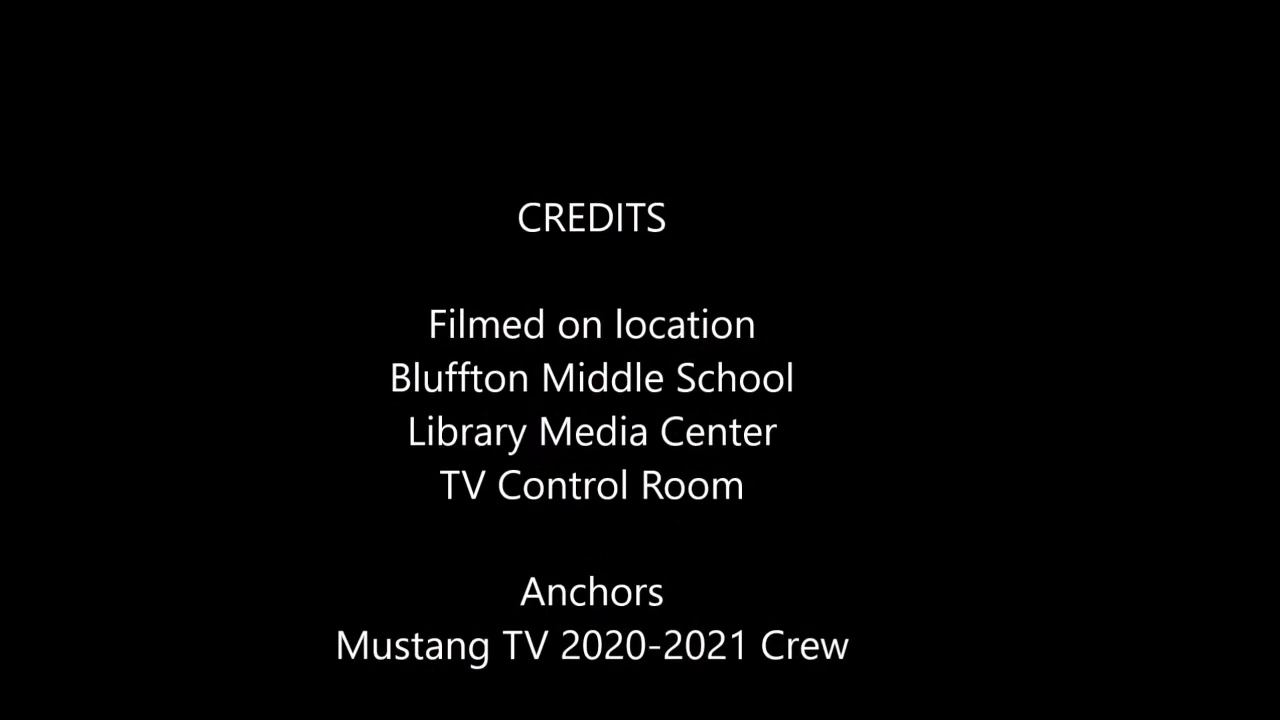 CREDITS
Filmed on location
Bluffton Middle School
Library Media Center
TV Control Room
Anchors
Mustang TV 2020-2021 Crew